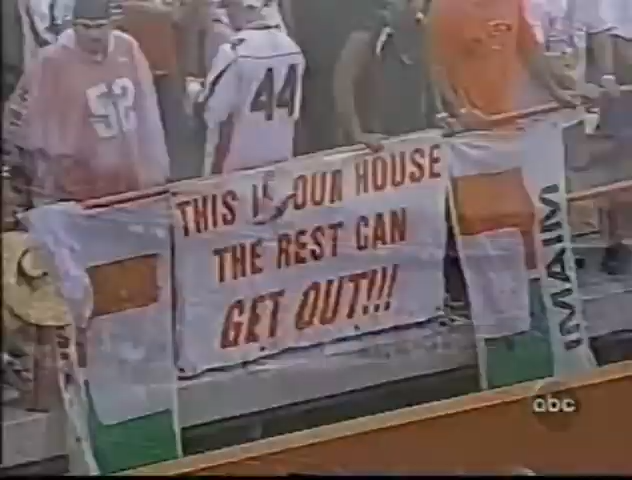 52
44
THIS IS OUR HOUSE
THE REST CAN
GET OUT!!!
MIAMI
abc